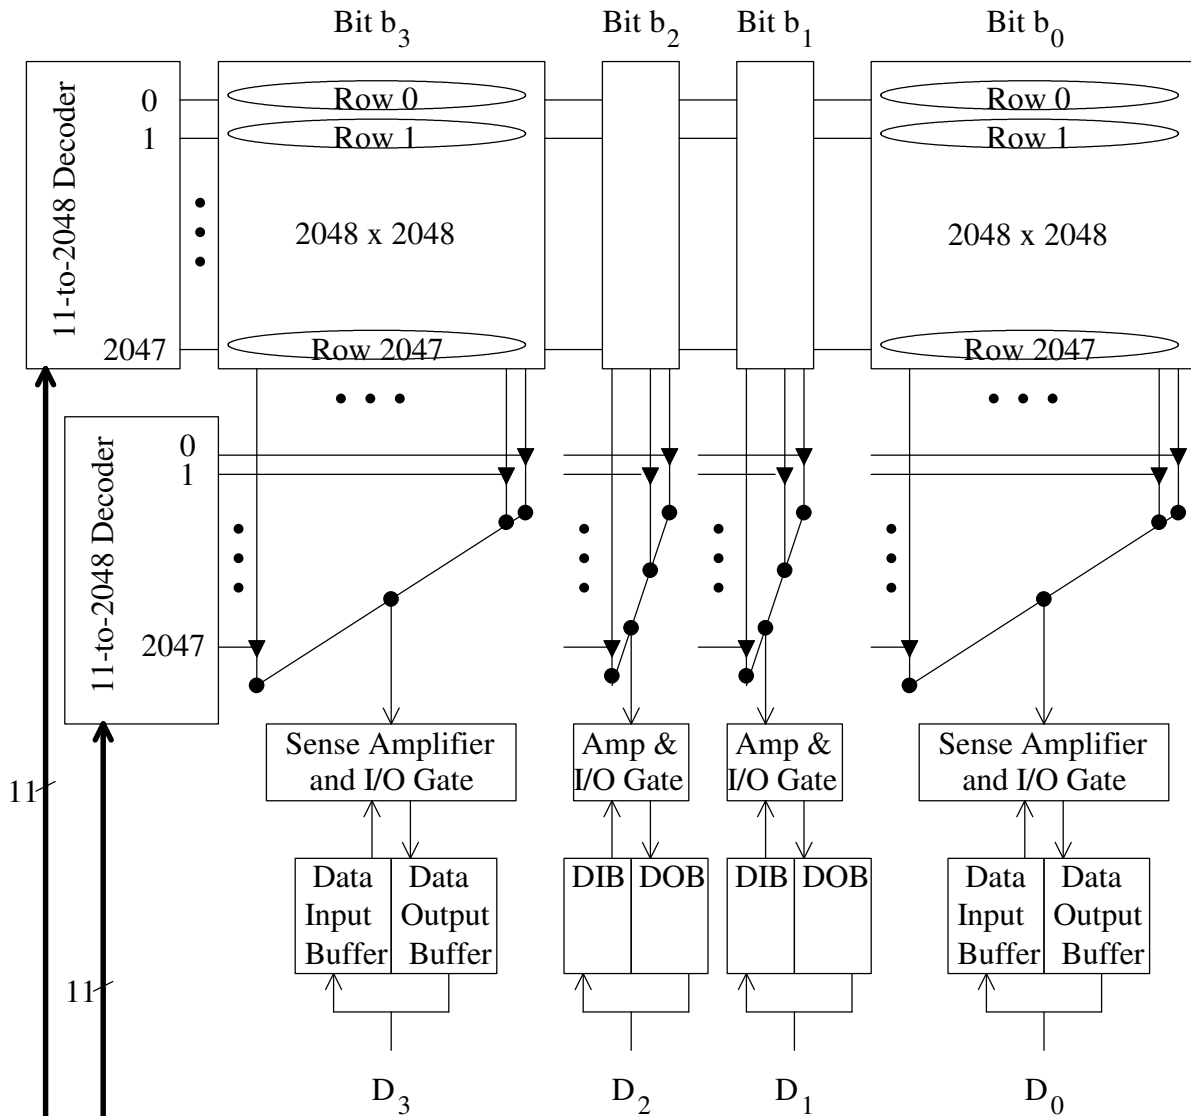 Bit b3
Bit b2
Bit b1
Bit b0
11-to-2048 Decoder
0
1
2047
Row 0
Row 1
2048 x 2048
Row 2047
Row 0
Row 1
2048 x 2048
Row 2047
11-to-2048 Decoder
0
1
2047
Sense Amplifier
and I/O Gate
Amp &
I/O Gate
Amp &
I/O Gate
Sense Amplifier
and I/O Gate
11
11
Data
Input
Buffer
Data
Output
Buffer
DIB
DOB
DIB
DOB
Data
Input
Buffer
Data
Output
Buffer
D3
D2
D1
D0